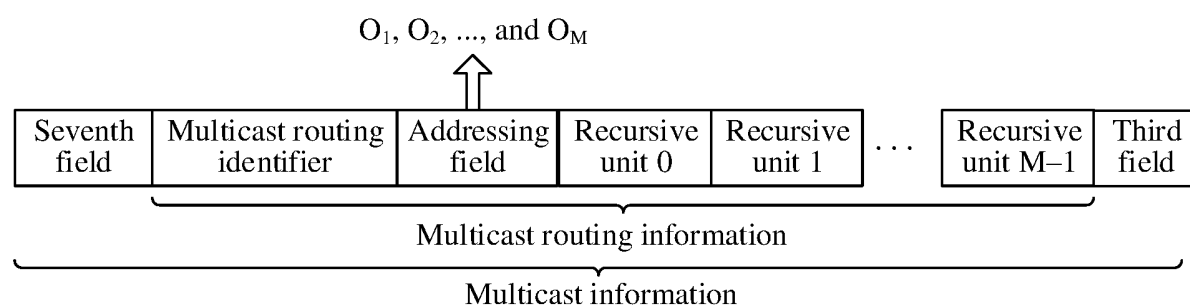 O₁, O₂, ..., and Oₘ
Seventh field
Multicast routing identifier
Addressing field
Recursive unit 0
Recursive unit 1
. . .
Recursive unit M–1
Third field
Multicast routing information
Multicast information